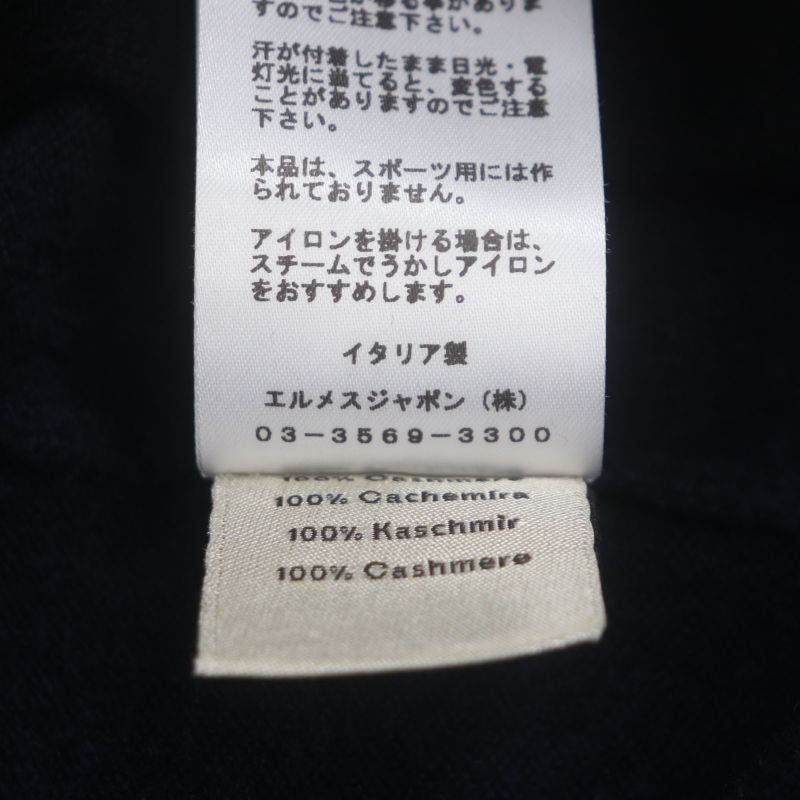 すのでご注意下さい。
汗が付着したまま日光・電
灯光に当てると、変色する
ことがありますのでご注意
下さい。
本品は、スポーツ用には作
られておりません。
アイロンを掛ける場合は、
スチームでうかしアイロン
をおすすめします。
イタリア製
エルメスジャポン（株）
03-3569-3300
100% Cashmere
100% Cachemira
100% Kaschmir
100% Cashmere